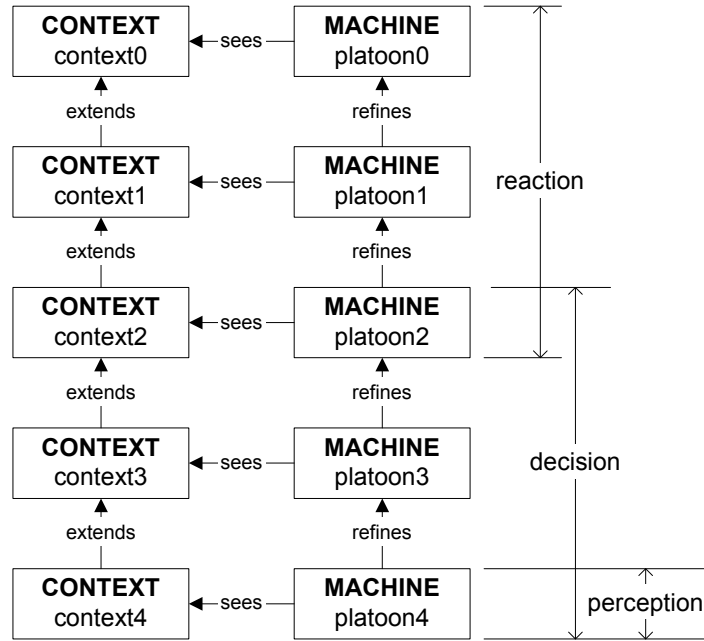 CONTEXT
context0
sees
MACHINE
platoon0
extends
refines
CONTEXT
context1
sees
MACHINE
platoon1
reaction
extends
refines
CONTEXT
context2
sees
MACHINE
platoon2
extends
refines
CONTEXT
context3
sees
MACHINE
platoon3
decision
extends
refines
CONTEXT
context4
sees
MACHINE
platoon4
perception